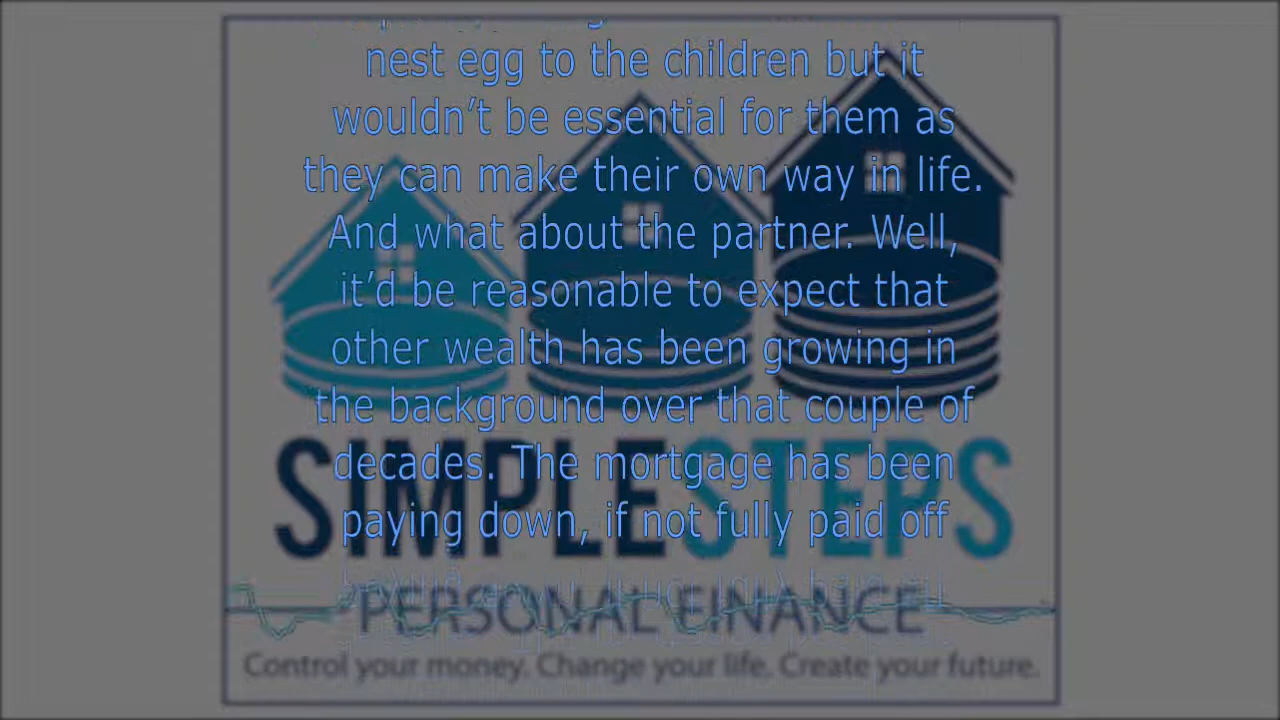 nest egg to the children but it
wouldn’t be essential for them as
they can make their own way in life.
And what about the partner. Well,
it’d be reasonable to expect that
other wealth has been growing in
the background over that couple of
decades. The mortgage has been
paying down, if not fully paid off
SIMPLESTEPS
PERSONAL FINANCE
Control your money. Change your life. Create your future.